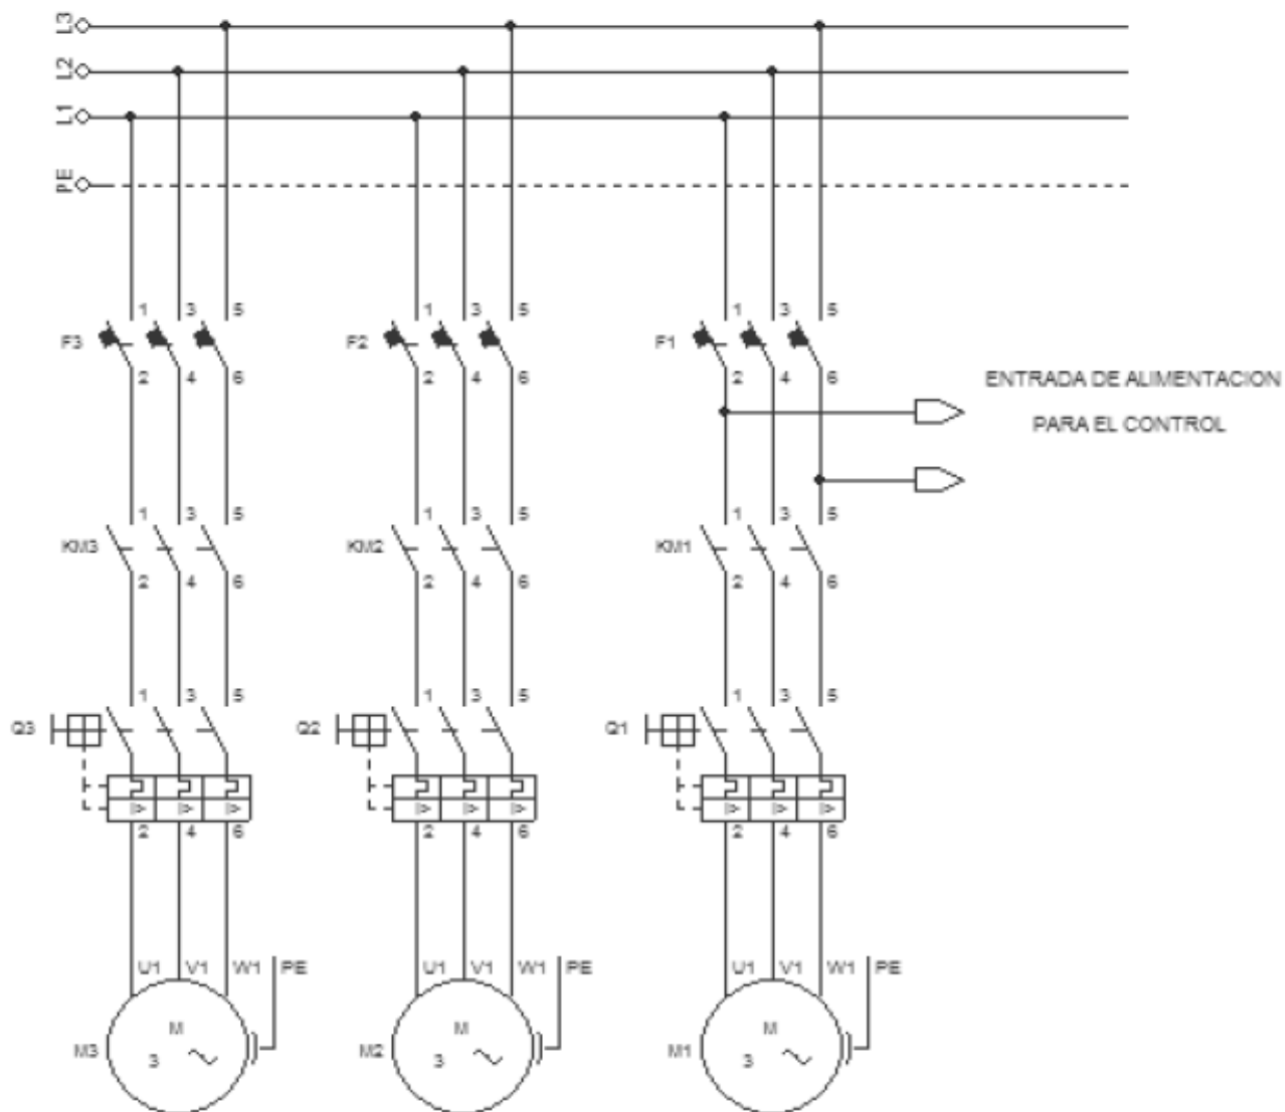 L3
L2
L1
PE
1 3 5 1 3 5 1 3 5
F3 F2 F1
2 4 6 2 4 6 2 4 6
ENTRADA DE ALIMENTACION
PARA EL CONTROL
1 3 5 1 3 5 1 3 5
KM3 KM2 KM1
2 4 6 2 4 6 2 4 6
1 3 5 1 3 5 1 3 5
Q3 Q2 Q1
I> I> I> I> I> I> I> I> I>
2 4 6 2 4 6 2 4 6
U1 V1 W1 PE U1 V1 W1 PE U1 V1 W1 PE
M M M
M3 3 M2 3 M1 3